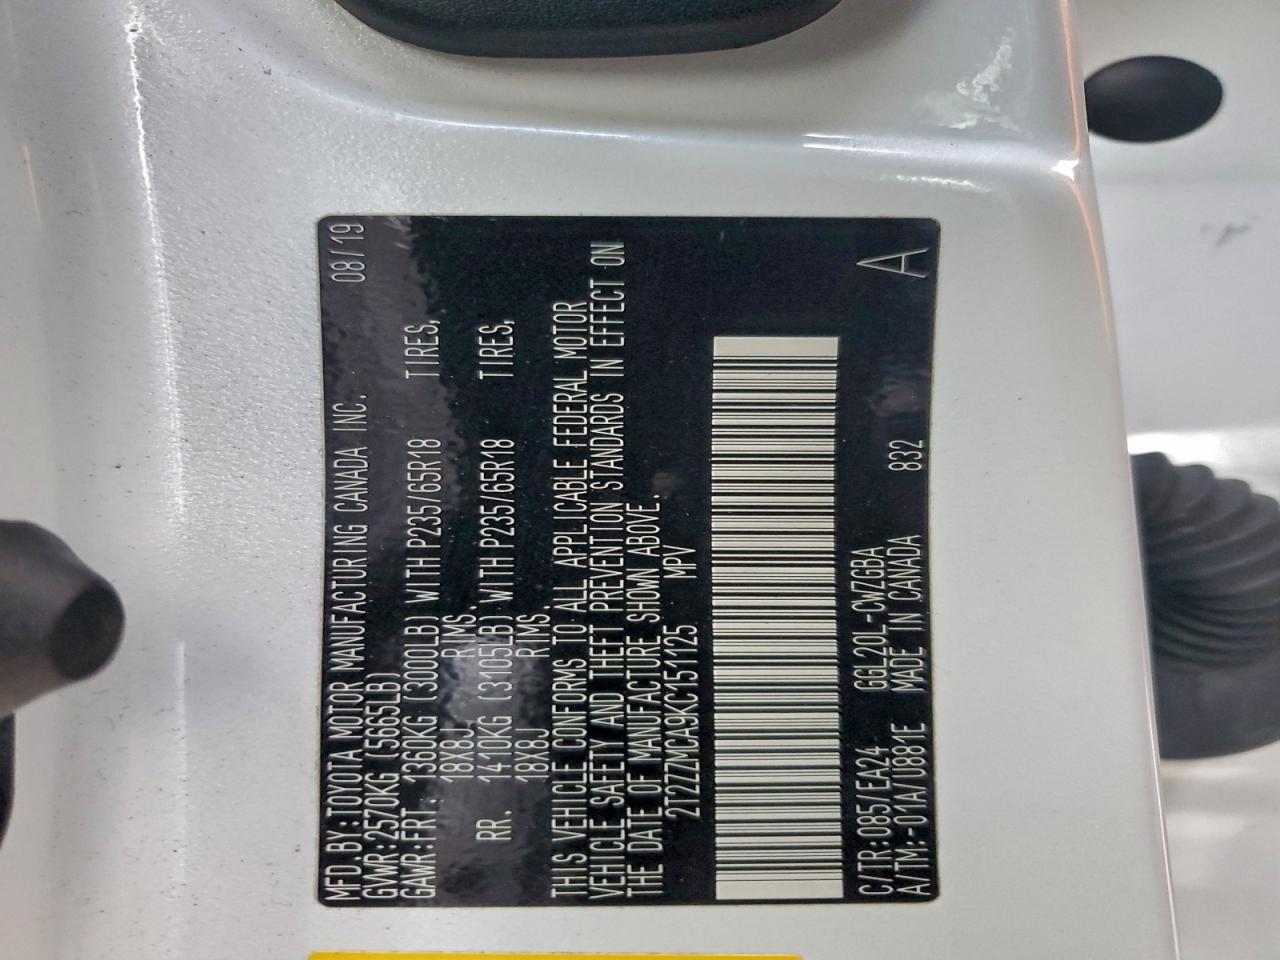 MFD.BY:TOYOTA MOTOR MANUFACTURING CANADA INC. 08/19
GVWR:2570KG (5665LB)
GAWR:FRT. 1360KG (3000LB) WITH P235/65R18 TIRES,
18X8J RIMS.
RR. 1410KG (3105LB) WITH P235/65R18 TIRES,
18X8J RIMS.
THIS VEHICLE CONFORMS TO ALL APPLICABLE FEDERAL MOTOR
VEHICLE SAFETY AND THEFT PREVENTION STANDARDS IN EFFECT ON
THE DATE OF MANUFACTURE SHOWN ABOVE.
2T2ZZMCA9KC151125 MPV
C/TR:085/EA24 GGL20L-CWZGBA
A/TM:-01A/U881E MADE IN CANADA 832 A